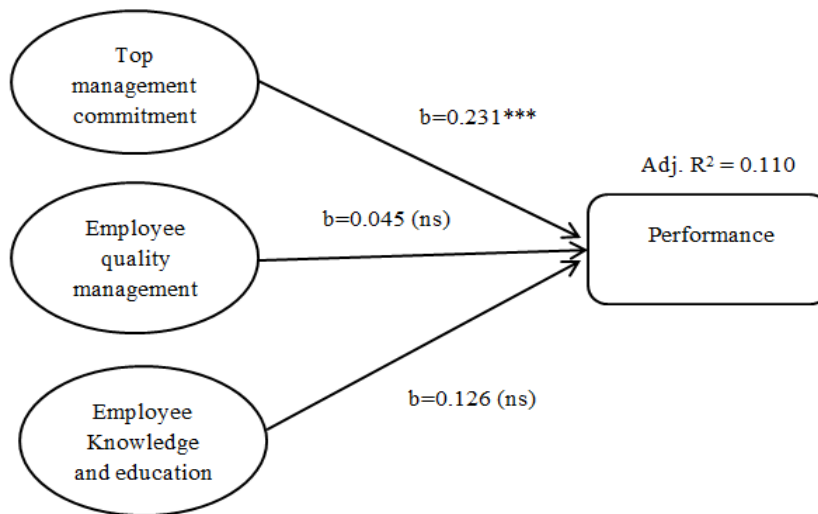 Top
management
commitment
b=0.231***
Adj. R² = 0.110
b=0.045 (ns)
Employee
quality
management
Performance
b=0.126 (ns)
Employee
Knowledge
and education